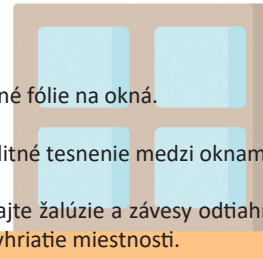 né fólie na okná.
litné tesnenie medzi oknam
ajte žalúzie a závesy odtiahn
yhriatie miestnosti.